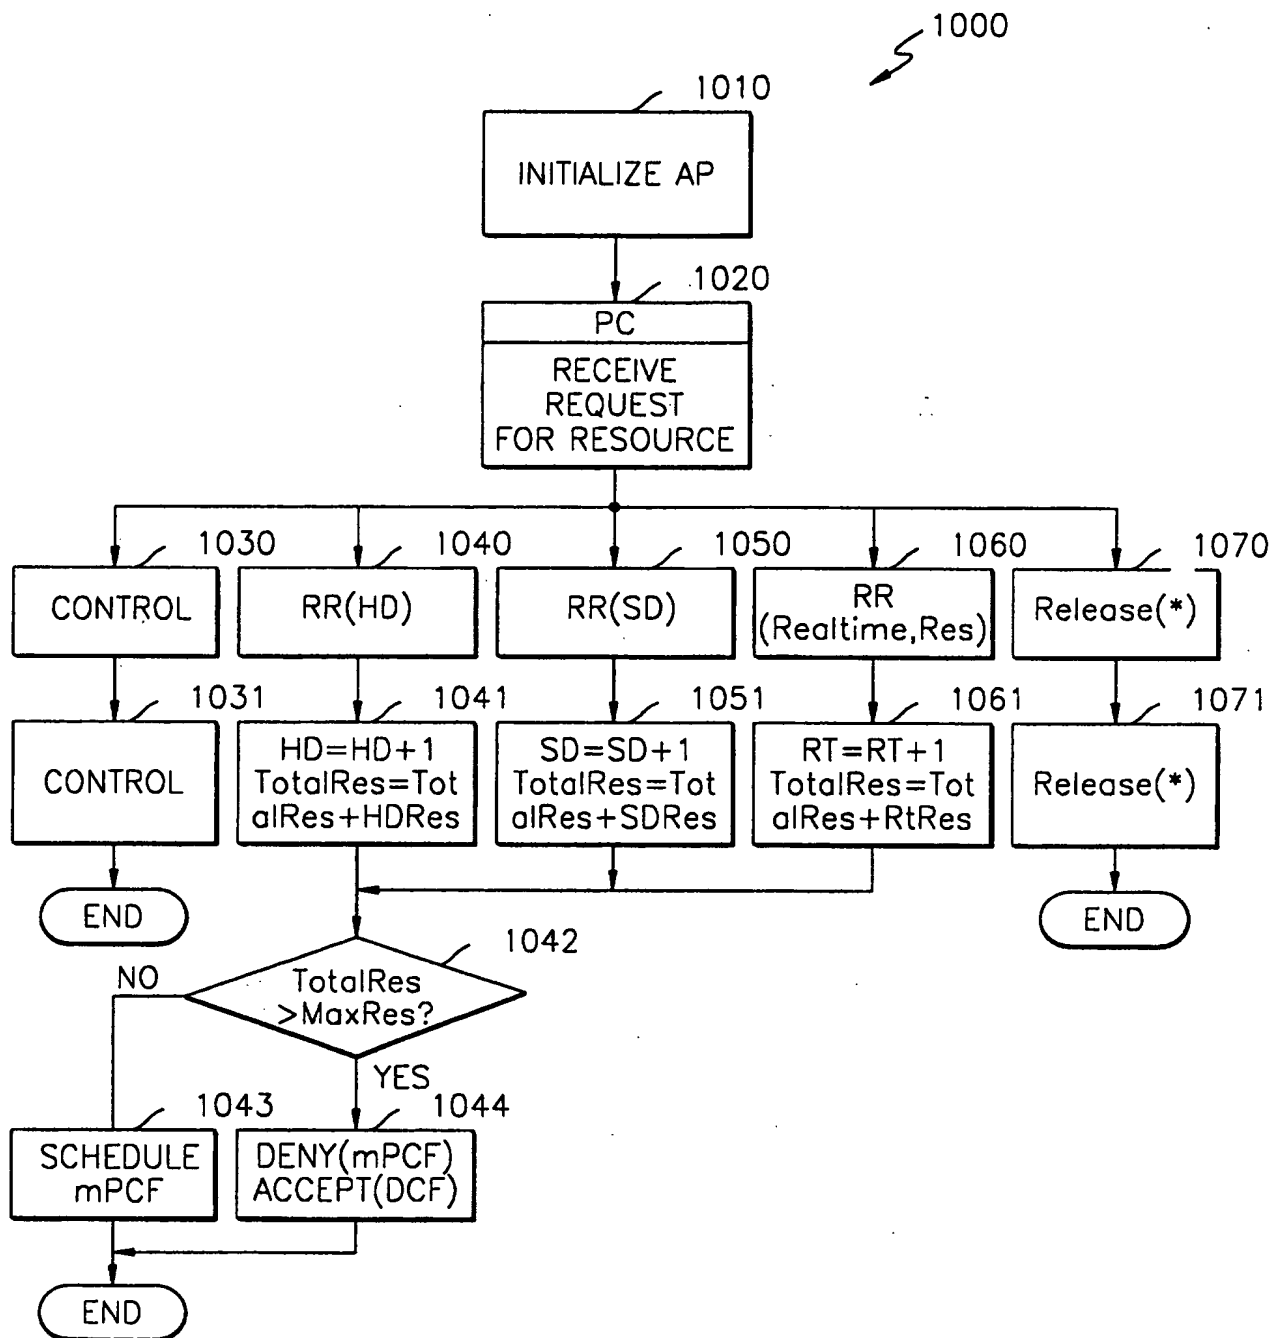 1000
1010
INITIALIZE AP
1020
PC
RECEIVE
REQUEST
FOR RESOURCE
1030
1040
1050
1060
1070
CONTROL
RR(HD)
RR(SD)
RR
(Realtime,Res)
Release(*)
1031
1041
1051
1061
1071
CONTROL
HD=HD+1
TotalRes=Tot
alRes+HDRes
SD=SD+1
TotalRes=Tot
alRes+SDRes
RT=RT+1
TotalRes=Tot
alRes+RtRes
Release(*)
END
END
1042
NO
TotalRes
>MaxRes?
YES
1043
1044
SCHEDULE
mPCF
DENY(mPCF)
ACCEPT(DCF)
END